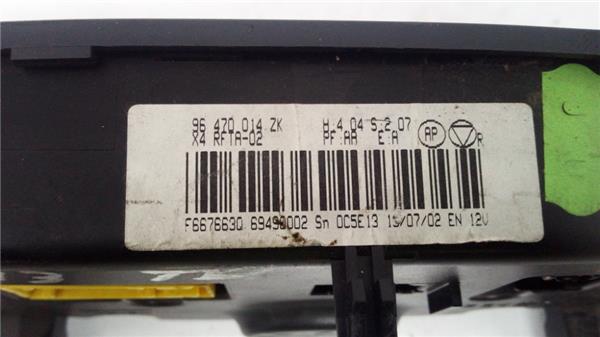 96 470 014 ZK H.4.04 S.2.07
X4 RFTA-02 PF:AA E:A AP R
F6676630 69490002 Sn 0C5E13 15/07/02 EN 12V